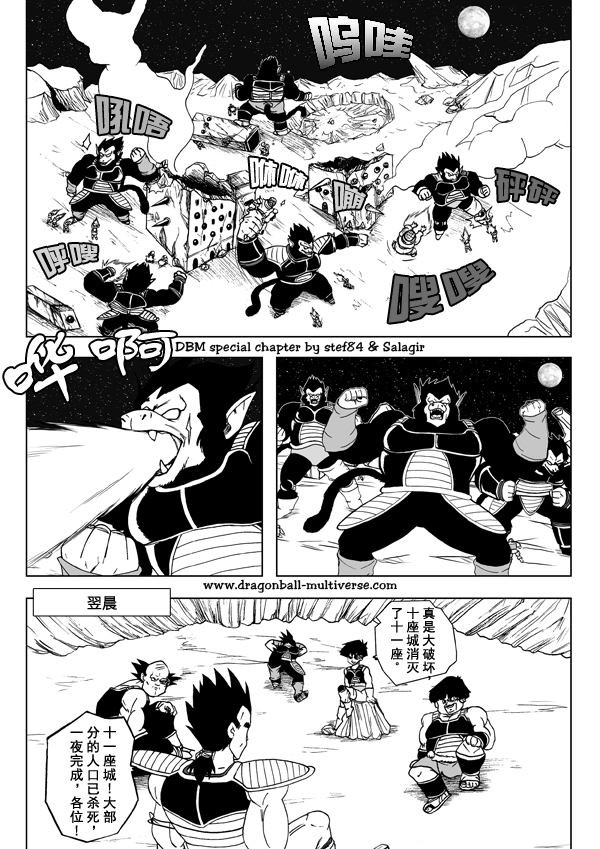 呜哇
吼唔
咻咻
嘣
砰砰
呼嗖
嗖嗖
哗啊
DBM special chapter by stef84 & Salagir
www.dragonball-multiverse.com
翌晨
真是大破坏，
十座城消灭
了十一座。
十一座城！大部
分的人口已杀死，
一夜完成，各位！